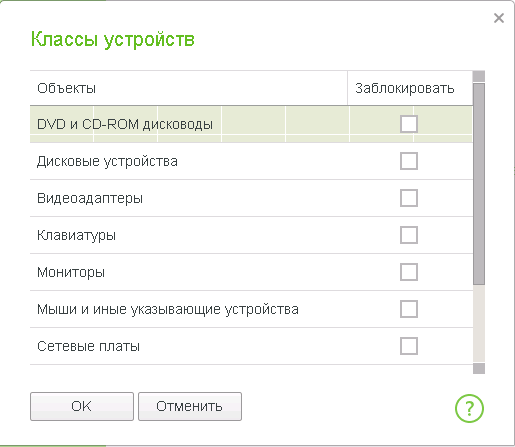 Классы устройств
Объекты Заблокировать
DVD и CD-ROM дисководы
Дисковые устройства
Видеоадаптеры
Клавиатуры
Мониторы
Мыши и иные указывающие устройства
Сетевые платы
OK Отменить ?